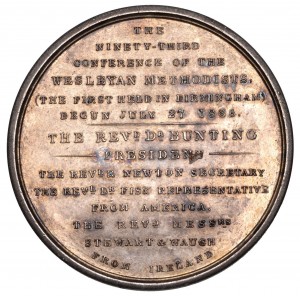 THE
NINETY-THIRD
CONFERENCE OF THE
WESLEYAN METHODISTS.
(THE FIRST HELD IN BIRMINGHAM)
BEGUN JULY 27 1836.
THE REVD DR BUNTING
PRESIDENT
THE REVD R NEWTON SECRETARY
THE REVD DR FISK REPRESENTATIVE
FROM AMERICA.
THE REVD MESSRS
STEWART & WAUGH
FROM IRELAND